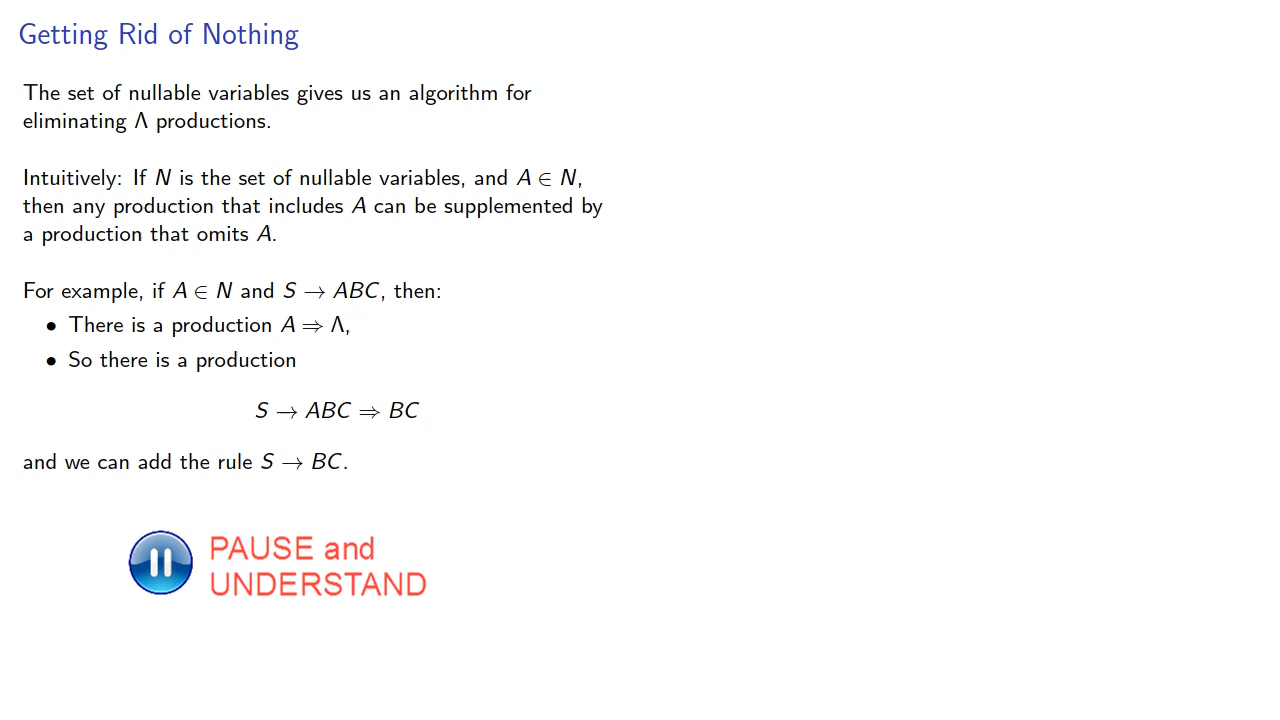 Getting Rid of Nothing
The set of nullable variables gives us an algorithm for
eliminating Λ productions.
Intuitively: If N is the set of nullable variables, and A ∈ N,
then any production that includes A can be supplemented by
a production that omits A.
For example, if A ∈ N and S → ABC, then:
• There is a production A ⇒ Λ,
• So there is a production
S → ABC ⇒ BC
and we can add the rule S → BC.
PAUSE and
UNDERSTAND